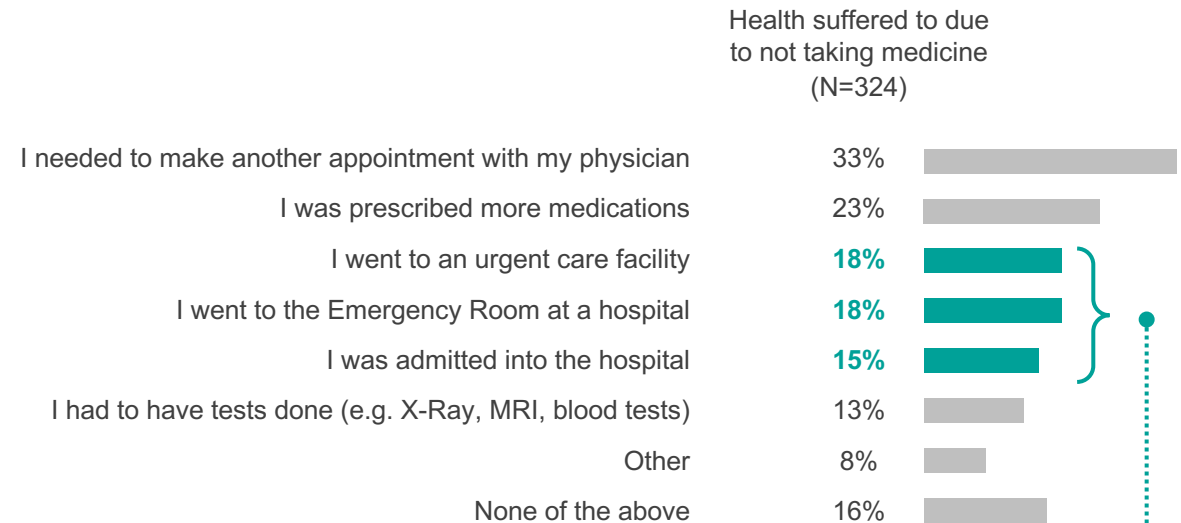 Health suffered to due
to not taking medicine
(N=324)
I needed to make another appointment with my physician 33%
I was prescribed more medications 23%
I went to an urgent care facility 18%
I went to the Emergency Room at a hospital 18%
I was admitted into the hospital 15%
I had to have tests done (e.g. X-Ray, MRI, blood tests) 13%
Other 8%
None of the above 16%